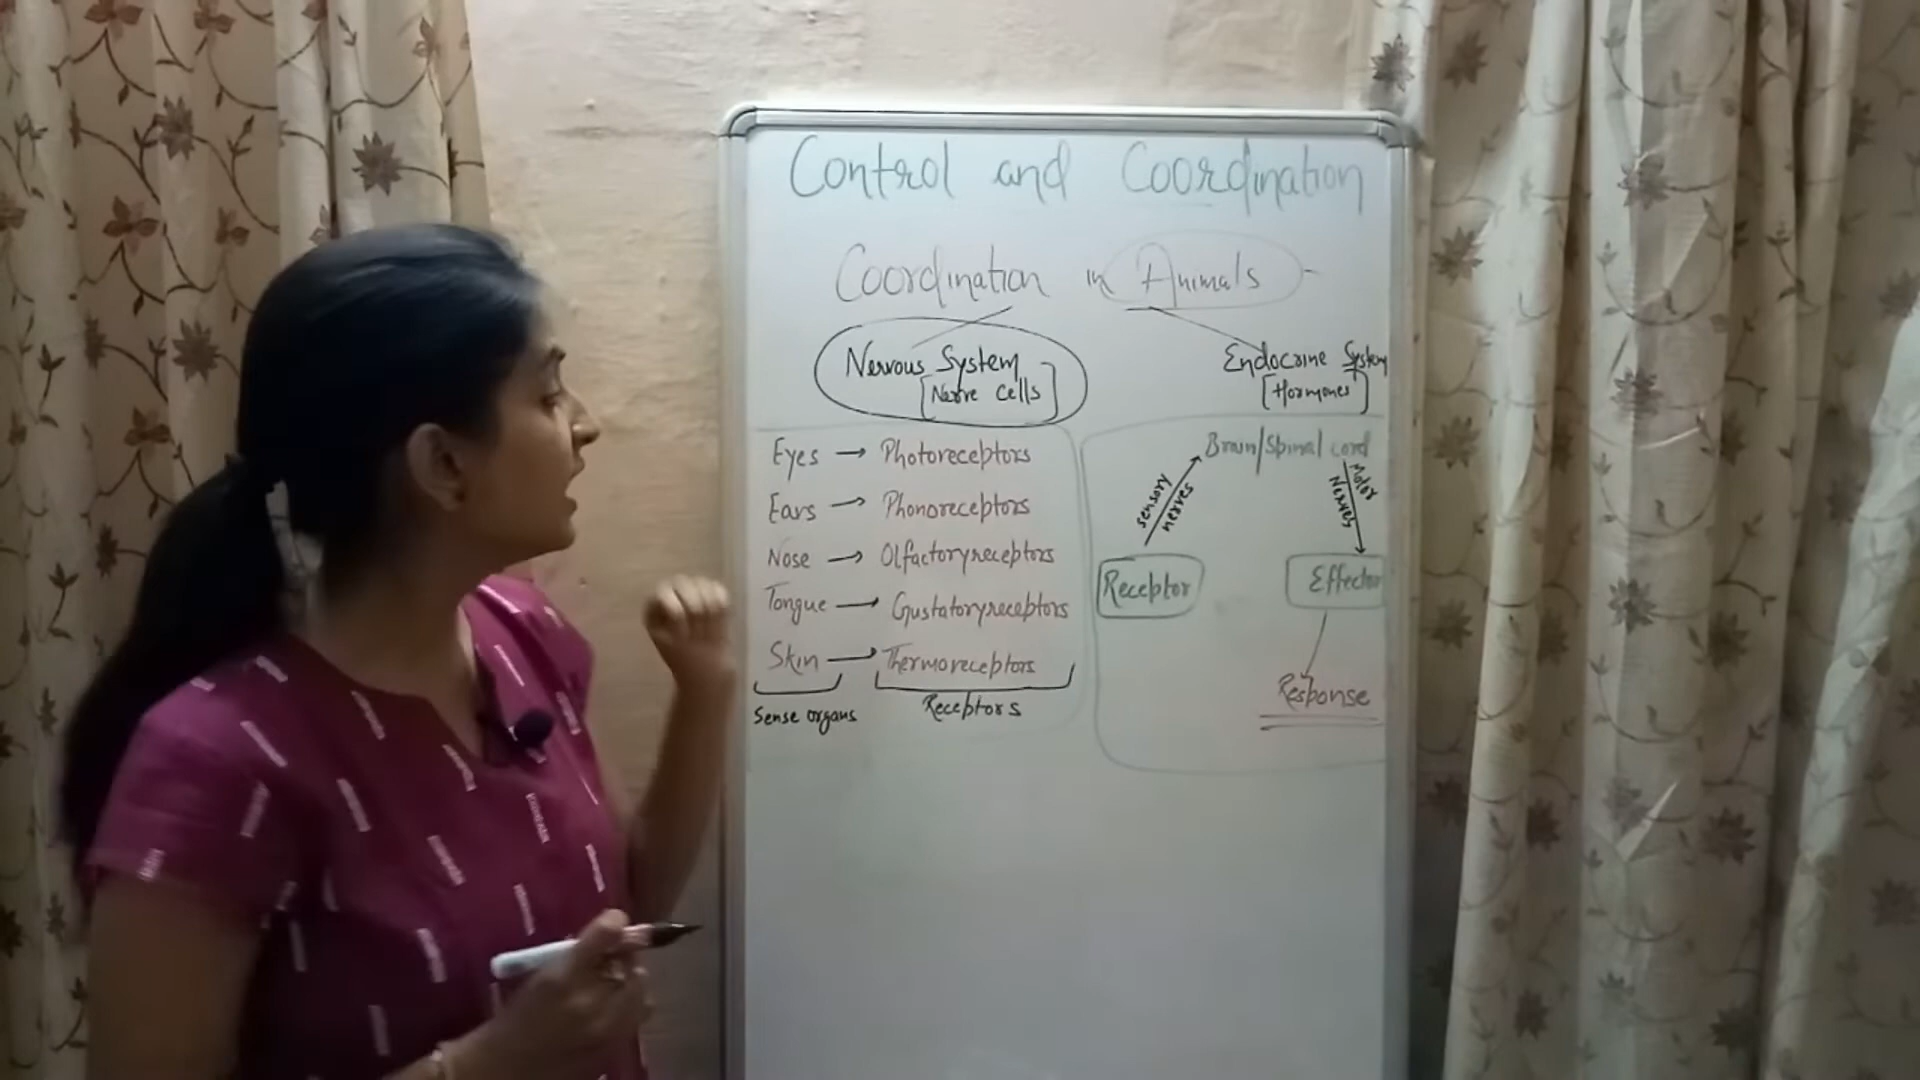 Control and Coordination
Coordination in Animals
Nervous System
[Nerve Cells]
Endocrine System
[Hormones]
Eyes → Photoreceptors
Ears → Phonoreceptors
Nose → Olfactoryreceptors
Tongue → Gustatoryreceptors
Skin → Thermoreceptors
Sense organs
Receptors
Brain/Spinal cord
sensory
nerves
Motor
Nerves
Receptor
Effector
Response